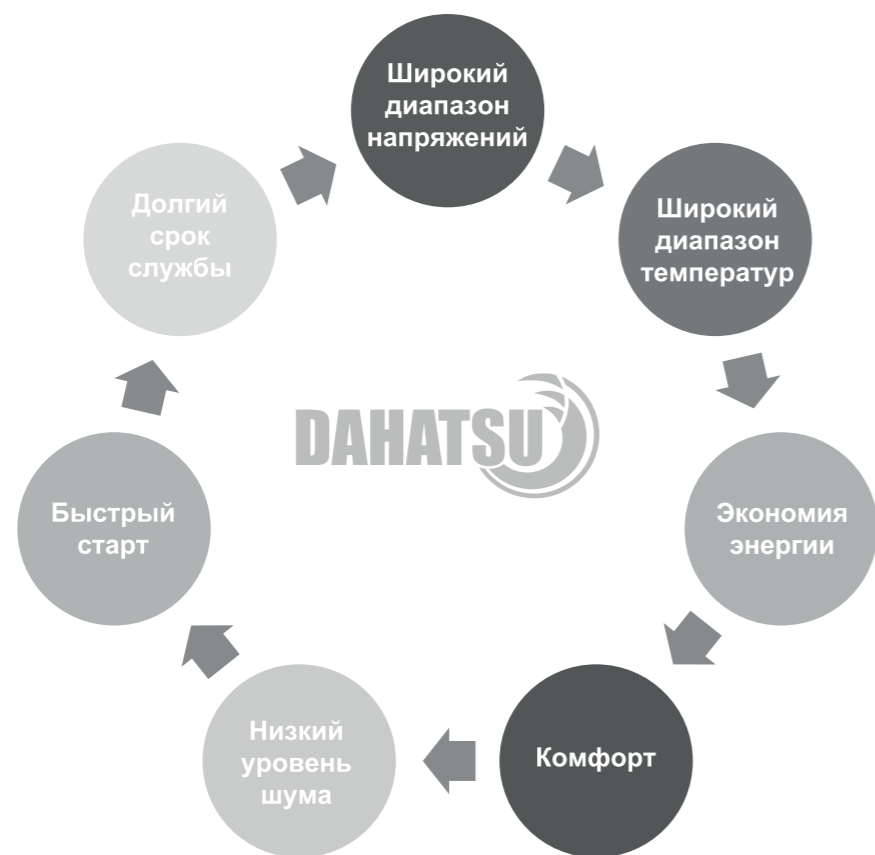 Широкий
диапазон
напряжений
Широкий
диапазон
температур
Экономия
энергии
Комфорт
Низкий
уровень
шума
Быстрый
старт
Долгий
срок
службы
DAHATSU